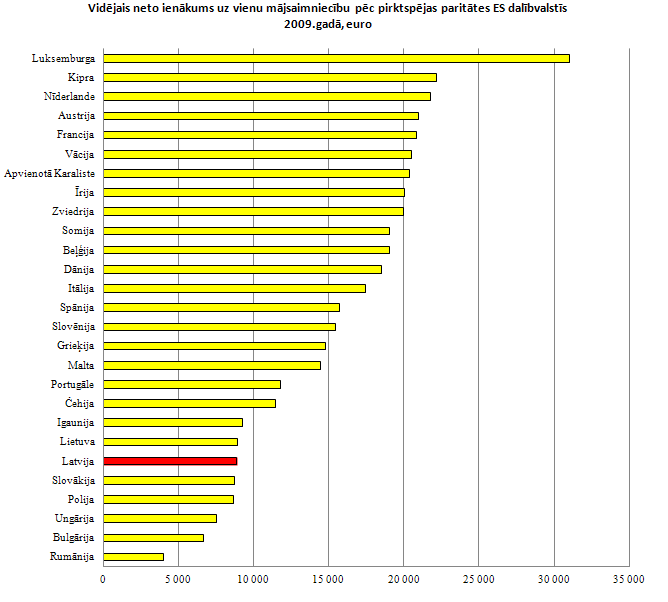 Vidējais neto ienākums uz vienu mājsaimniecību pēc pirktspējas paritātes ES dalībvalstīs
2009.gadā, euro
Luksemburga
Kipra
Nīderlande
Austrija
Francija
Vācija
Apvienotā Karaliste
Īrija
Zviedrija
Somija
Beļģija
Dānija
Itālija
Spānija
Slovēnija
Grieķija
Malta
Portugāle
Čehija
Igaunija
Lietuva
Latvija
Slovākija
Polija
Ungārija
Bulgārija
Rumānija
0 5 000 10 000 15 000 20 000 25 000 30 000 35 000